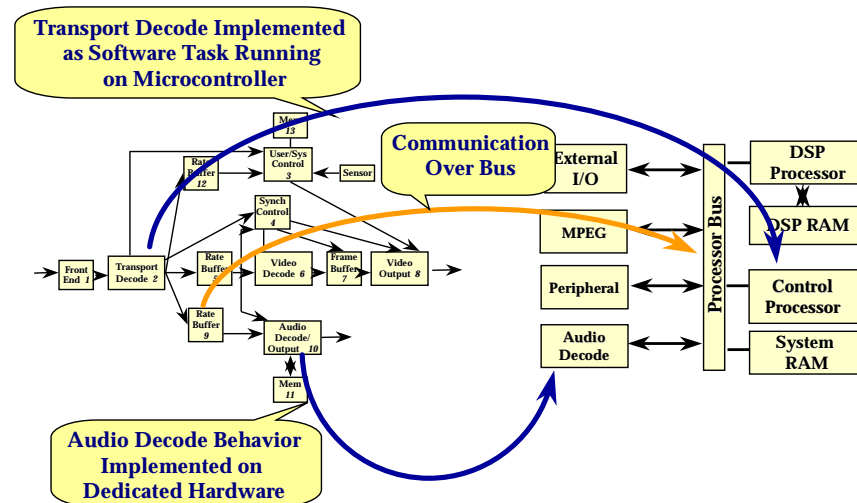 Transport Decode Implemented
as Software Task Running
on Microcontroller
Mem
13
User/Sys
Control
3
Sensor
Rate
Buffer
12
Synch
Control
4
Front
End 1
Transport
Decode 2
Rate
Buffer
5
Video
Decode 6
Frame
Buffer
7
Video
Output 8
Rate
Buffer
9
Audio
Decode/
Output 10
Mem
11
Audio Decode Behavior
Implemented on
Dedicated Hardware
Communication
Over Bus
External
I/O
MPEG
Peripheral
Audio
Decode
Processor Bus
DSP
Processor
DSP RAM
Control
Processor
System
RAM